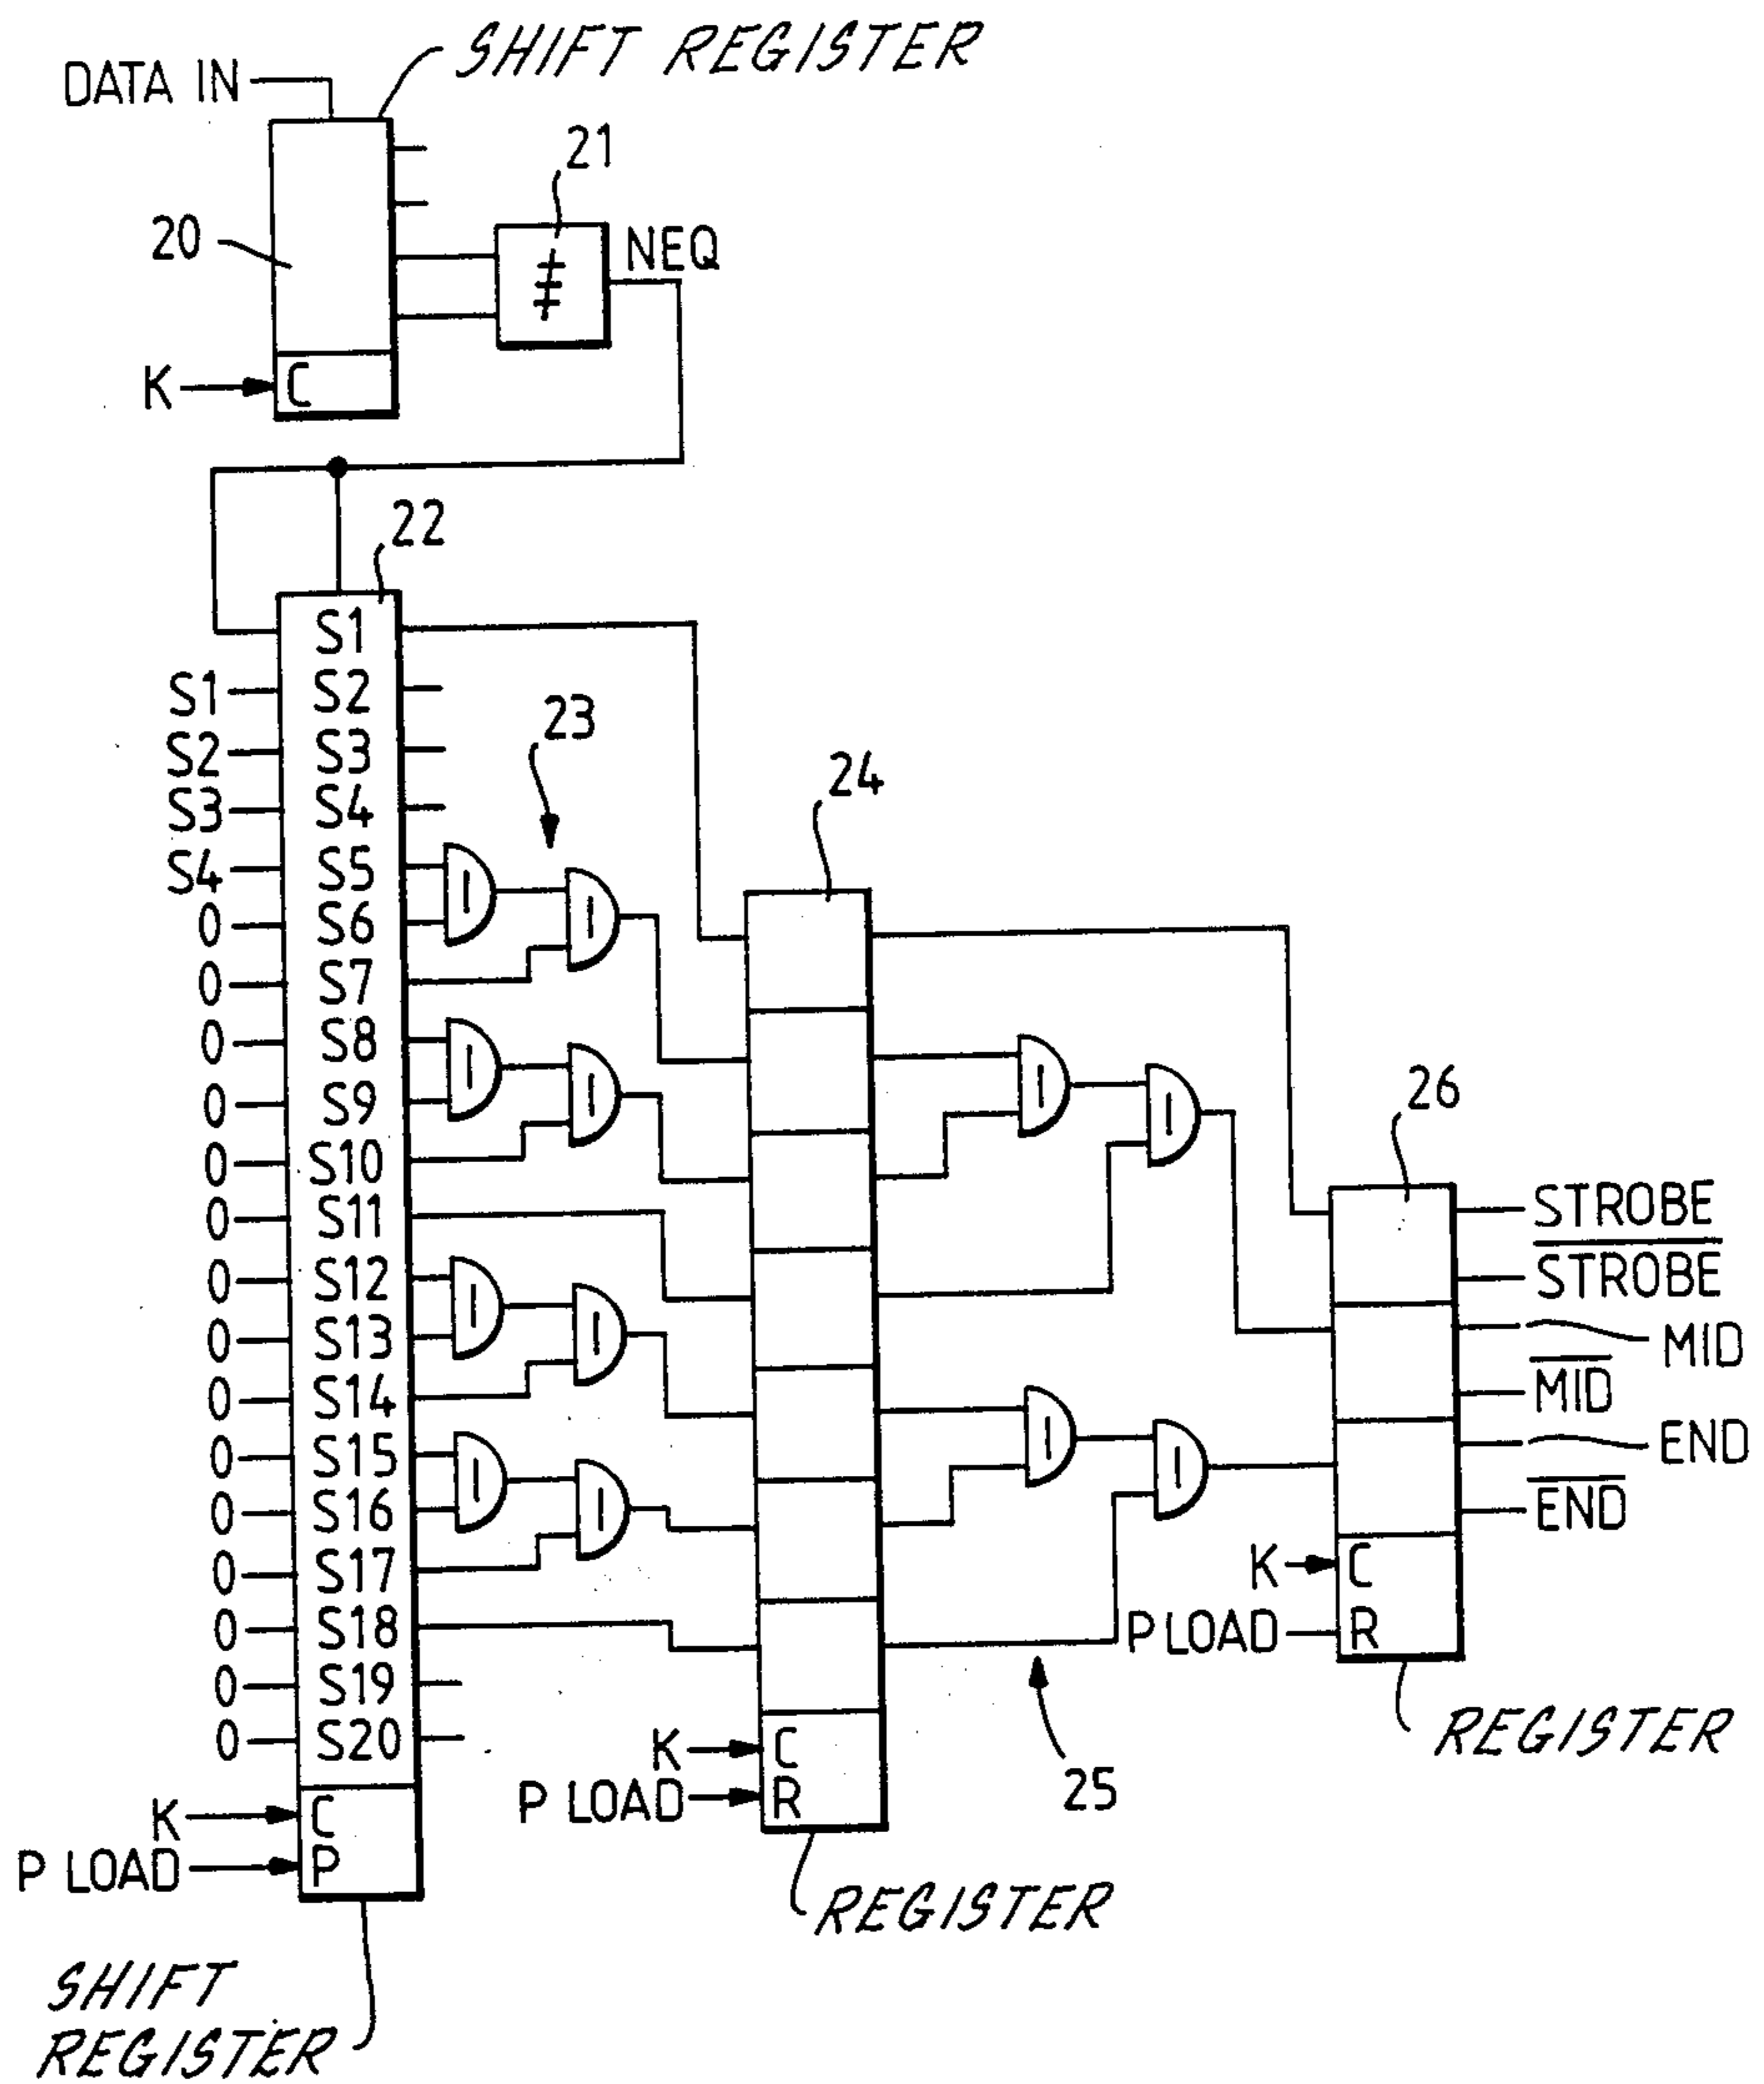 SHIFT REGISTER
DATA IN
21
20
NEQ
K
C
22
S1
S1 S2
S2 S3
S3 S4
S4 S5
0 S6
0 S7
0 S8
0 S9
0 S10
0 S11
0 S12
0 S13
0 S14
0 S15
0 S16
0 S17
0 S18
0 S19
0 S20
K C
P LOAD P
SHIFT
REGISTER
23
24
K C
P LOAD R
REGISTER
25
26
STROBE
STROBE
MID
MID
END
END
K C
P LOAD R
REGISTER